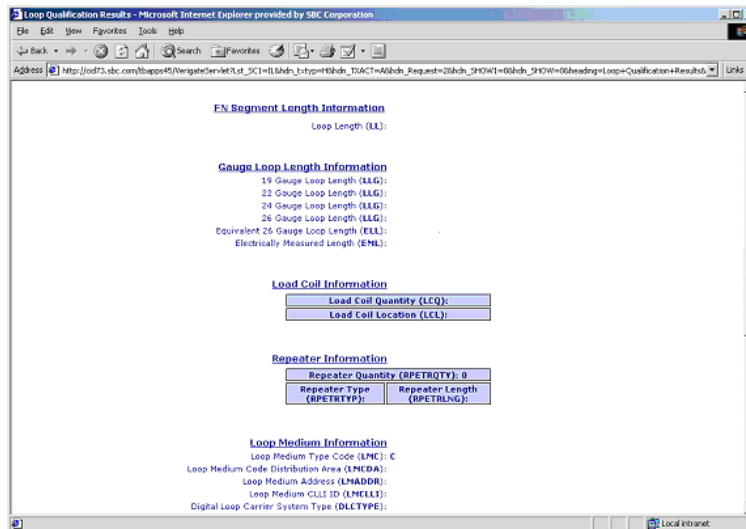 Loop Qualification Results - Microsoft Internet Explorer provided by SBC Corporation
File Edit View Favorites Tools Help
Back Search Favorites
Address http://od73.sbc.com/tbapps45/VerigateServlet?Lst_SC1=IL&hdn_txtyp=H&hdn_TXACT=A&hdn_Request=2&hdn_SHOW1=0&hdn_SHOW=0&heading=Loop+Qualification+Results& Links
FN Segment Length Information
Loop Length (LL):
Gauge Loop Length Information
19 Gauge Loop Length (LLG):
22 Gauge Loop Length (LLG):
24 Gauge Loop Length (LLG):
26 Gauge Loop Length (LLG):
Equivalent 26 Gauge Loop Length (ELL):
Electrically Measured Length (EML):
Load Coil Information
Load Coil Quantity (LCQ):
Load Coil Location (LCL):
Repeater Information
Repeater Quantity (RPETRQTY): 0
Repeater Type (RPETRTYP): Repeater Length (RPETRLNG):
Loop Medium Information
Loop Medium Type Code (LMC): C
Loop Medium Code Distribution Area (LMCDA):
Loop Medium Address (LMADDR):
Loop Medium CLLI ID (LMCLLI):
Digital Loop Carrier System Type (DLCTYPE):
Local intranet